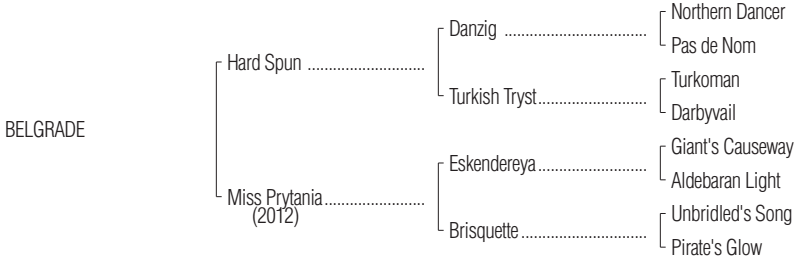 Northern Dancer
Danzig ..................................
Pas de Nom
Hard Spun ............................
Turkoman
Turkish Tryst..........................
Darbyvail
BELGRADE
Giant's Causeway
Eskendereya..........................
Aldebaran Light
Miss Prytania........................
(2012)
Unbridled's Song
Brisquette..............................
Pirate's Glow